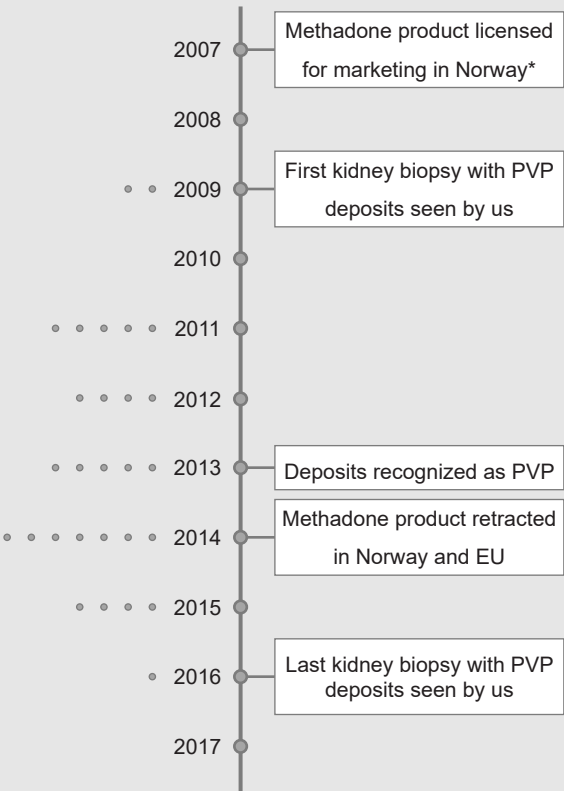 2007
Methadone product licensed
for marketing in Norway*
2008
2009
First kidney biopsy with PVP
deposits seen by us
2010
2011
2012
2013
Deposits recognized as PVP
2014
Methadone product retracted
in Norway and EU
2015
2016
Last kidney biopsy with PVP
deposits seen by us
2017